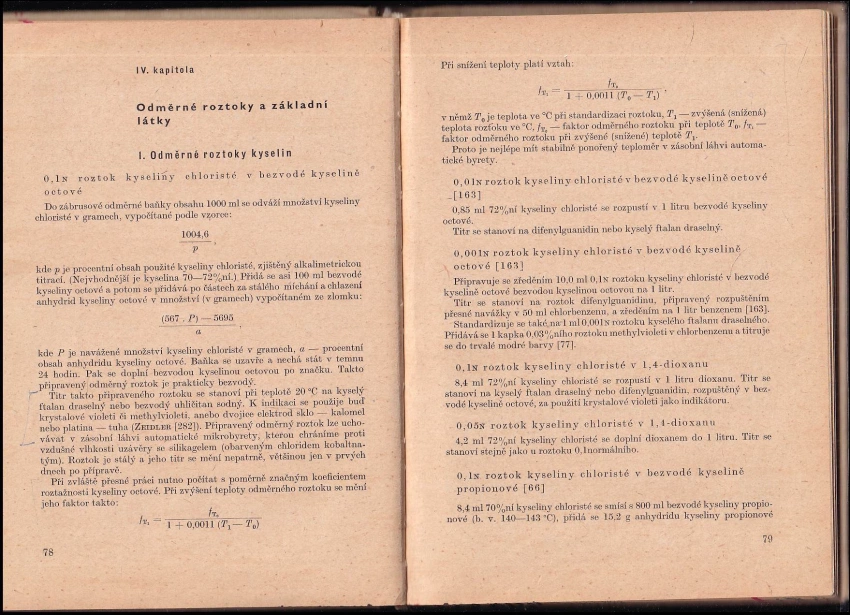 IV. kapitola
Odměrné roztoky a základní
látky
I. Odměrné roztoky kyselin
0,1N roztok kyseliny chloristé v bezvodé kyselině
octové
Do zábrusové odměrné baňky obsahu 1000 ml se odváží množství kyseliny
chloristé v gramech, vypočítané podle vzorce:
1004,6
p
kde p je procentní obsah použité kyseliny chloristé, zjištěný alkalimetrickou
titrací. (Nejvhodnější je kyselina 70—72%ní.) Přidá se asi 100 ml bezvodé
kyseliny octové a potom se přidává po částech za stálého míchání a chlazení
anhydrid kyseliny octové v množství (v gramech) vypočítaném ze zlomku:
(567 . P) — 5695
a
kde P je navážené množství kyseliny chloristé v gramech, a — procentní
obsah anhydridu kyseliny octové. Baňka se uzavře a nechá stát v temnu
24 hodin. Pak se doplní bezvodou kyselinou octovou po značku. Takto
připravený odměrný roztok je prakticky bezvodý.
Titr takto připraveného roztoku se stanoví při teplotě 20 °C na kyselý
ftalan draselný nebo bezvodý uhličitan sodný. K indikaci se použije buď
krystalové violeti či methylvioleti, anebo dvojice elektrod sklo — kalomel
nebo platina — tuha (ZEIDLER [282]). Připravený odměrný roztok lze ucho-
vávat v zásobní láhvi automatické mikrobyrety, kterou chráníme proti
vzdušné vlhkosti uzávěry se silikagelem (obarveným chloridem kobaltna-
tým). Roztok je stálý a jeho titr se mění nepatrně, většinou jen v prvých
dnech po přípravě.
Při zvláště přesné práci nutno počítat s poměrně značným koeficientem
roztažnosti kyseliny octové. Při zvýšení teploty odměrného roztoku se mění
jeho faktor takto:
f_T₁ = f_T₀ / 1 + 0,0011 (T₁ — T₀)
78
Při snížení teploty platí vztah:
f_T₁ = f_T₀ / 1 + 0,0011 (T₀ — T₁) ,
v němž T₀ je teplota ve °C při standardizaci roztoku, T₁ — zvýšená (snížená)
teplota roztoku ve °C, f_T₀ — faktor odměrného roztoku při teplotě T₀, f_T₁ —
faktor odměrného roztoku při zvýšené (snížené) teplotě T₁.
Proto je nejlépe mít stabilně ponořený teploměr v zásobní láhvi automa-
tické byrety.
0,01N roztok kyseliny chloristé v bezvodé kyselině octové
[163]
0,85 ml 72%ní kyseliny chloristé se rozpustí v 1 litru bezvodé kyseliny
octové.
Titr se stanoví na difenylguanidin nebo kyselý ftalan draselný.
0,001N roztok kyseliny chloristé v bezvodé kyselině
octové [163]
Připravuje se zředěním 10,0 ml 0,1N roztoku kyseliny chloristé v bezvodé
kyselině octové bezvodou kyselinou octovou na 1 litr.
Titr se stanoví na roztok difenylguanidinu, připravený rozpuštěním
přesné navážky v 50 ml chlorbenzenu, a zředěním na 1 litr benzenem [163].
Standardizuje se také na 1 ml 0,001N roztoku kyselého ftalanu draselného.
Přidává se 1 kapka 0,03%ního roztoku methylvioleti v chlorbenzenu a titruje
se do trvalé modré barvy [77].
0,1N roztok kyseliny chloristé v 1,4-dioxanu
8,4 ml 72%ní kyseliny chloristé se rozpustí v 1 litru dioxanu. Titr se
stanoví na kyselý ftalan draselný nebo difenylguanidin, rozpuštěný v bez-
vodé kyselině octové, za použití krystalové violeti jako indikátoru.
0,05N roztok kyseliny chloristé v 1,4-dioxanu
4,2 ml 72%ní kyseliny chloristé se doplní dioxanem do 1 litru. Titr se
stanoví stejně jako u roztoku 0,1normálního.
0,1N roztok kyseliny chloristé v bezvodé kyselině
propionové [66]
8,4 ml 70%ní kyseliny chloristé se smísí s 800 ml bezvodé kyseliny propio-
nové (b. v. 140—143 °C), přidá se 15,2 g anhydridu kyseliny propionové
79